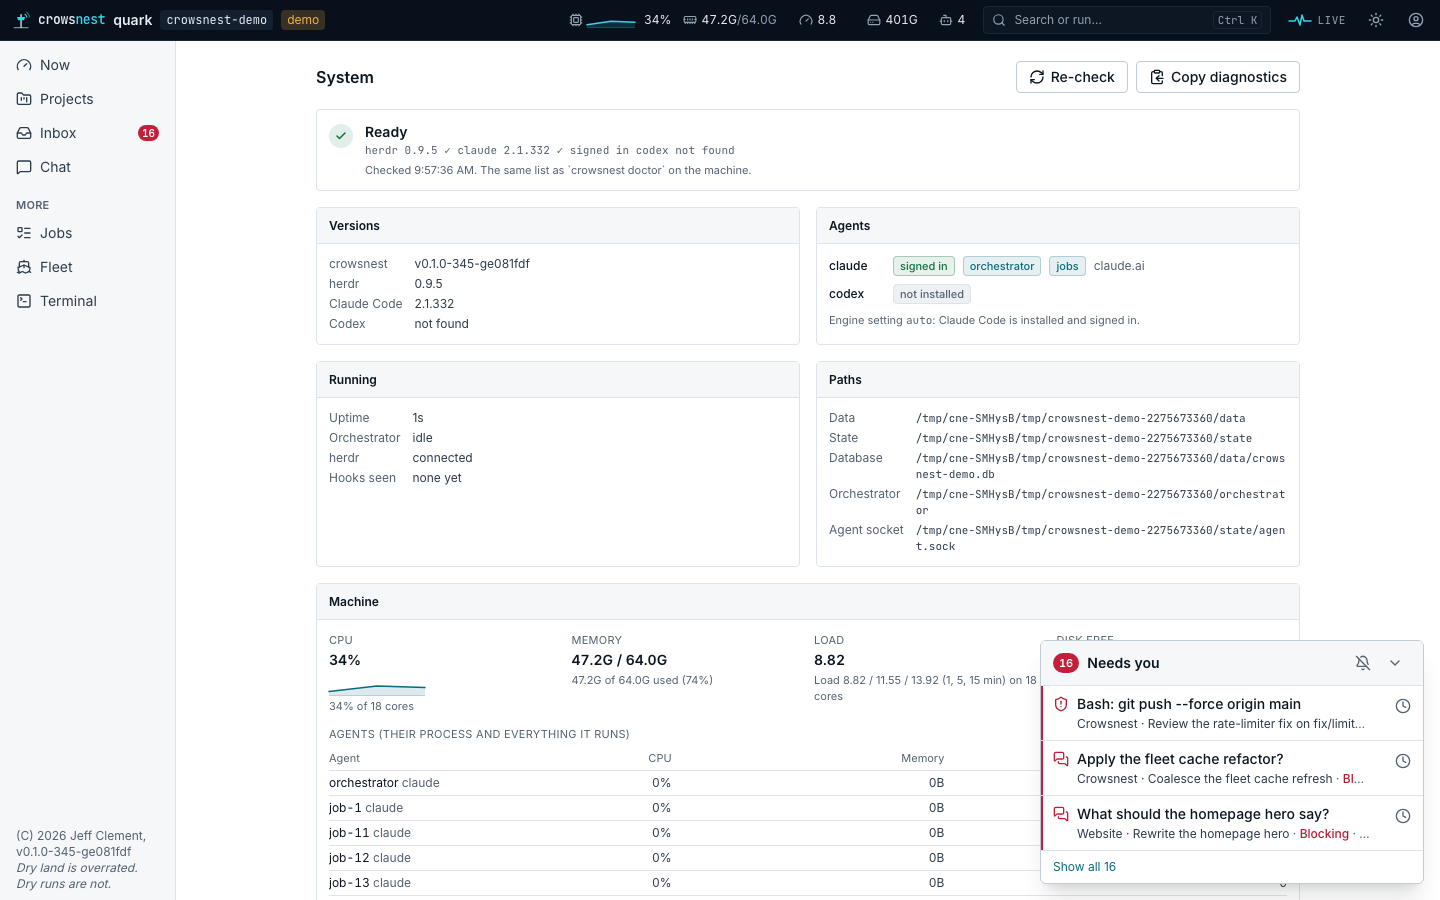 crowsnest quark crowsnest-demo demo 34% 47.2G/64.0G 8.8 401G 4 Search or run... Ctrl K LIVE
Now
Projects
Inbox 16
Chat
MORE
Jobs
Fleet
Terminal
(C) 2026 Jeff Clement,
v0.1.0-345-ge081fdf
Dry land is overrated.
Dry runs are not.
System Re-check Copy diagnostics
Ready
herdr 0.9.5 ✓ claude 2.1.332 ✓ signed in codex not found
Checked 9:57:36 AM. The same list as `crowsnest doctor` on the machine.
Versions
crowsnest v0.1.0-345-ge081fdf
herdr 0.9.5
Claude Code 2.1.332
Codex not found
Agents
claude signed in orchestrator jobs claude.ai
codex not installed
Engine setting auto: Claude Code is installed and signed in.
Running
Uptime 1s
Orchestrator idle
herdr connected
Hooks seen none yet
Paths
Data /tmp/cne-SMHysB/tmp/crowsnest-demo-2275673360/data
State /tmp/cne-SMHysB/tmp/crowsnest-demo-2275673360/state
Database /tmp/cne-SMHysB/tmp/crowsnest-demo-2275673360/data/crows
nest-demo.db
Orchestrator /tmp/cne-SMHysB/tmp/crowsnest-demo-2275673360/orchestrat
or
Agent socket /tmp/cne-SMHysB/tmp/crowsnest-demo-2275673360/state/agen
t.sock
Machine
CPU
34%
34% of 18 cores
MEMORY
47.2G / 64.0G
47.2G of 64.0G used (74%)
LOAD
8.82
Load 8.82 / 11.55 / 13.92 (1, 5, 15 min) on 18
cores
DISK FREE
AGENTS (THEIR PROCESS AND EVERYTHING IT RUNS)
Agent CPU Memory
orchestrator claude 0% 0B
job-1 claude 0% 0B
job-11 claude 0% 0B
job-12 claude 0% 0B
job-13 claude 0% 0B
16 Needs you
Bash: git push --force origin main
Crowsnest · Review the rate-limiter fix on fix/limit...
Apply the fleet cache refactor?
Crowsnest · Coalesce the fleet cache refresh · Bl...
What should the homepage hero say?
Website · Rewrite the homepage hero · Blocking · ...
Show all 16